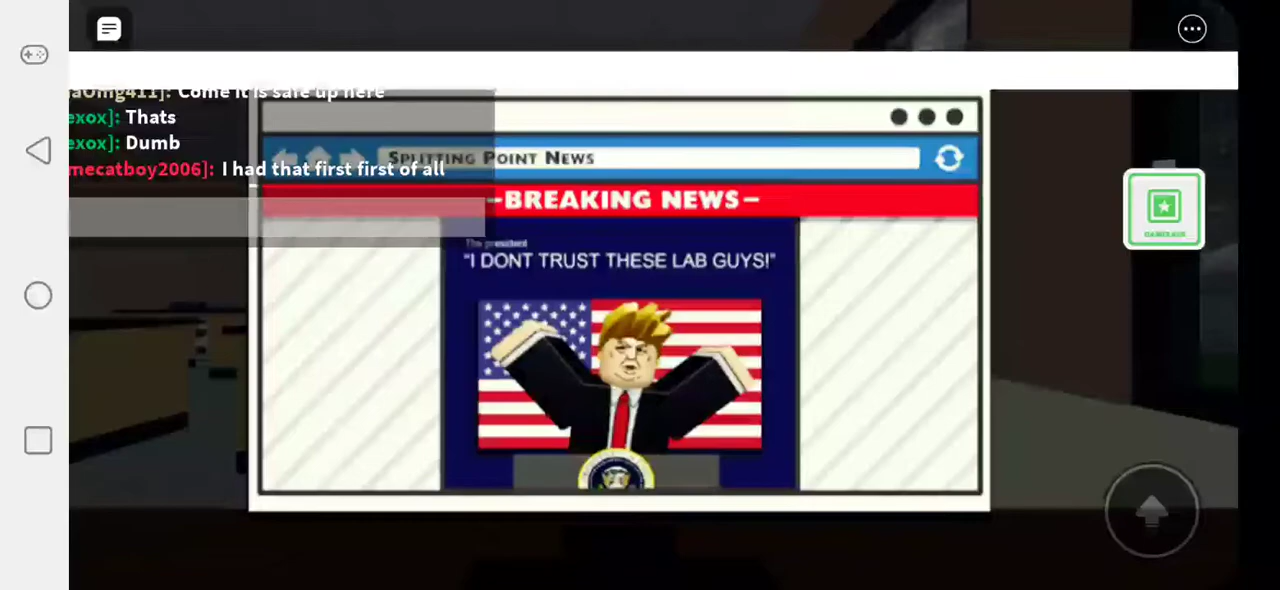 aOmg411]: Come it is safe up here
exox]: Thats
exox]: Dumb
mecatboy2006]: I had that first first of all
SPLITTING POINT NEWS
-BREAKING NEWS-
The president
"I DONT TRUST THESE LAB GUYS!"